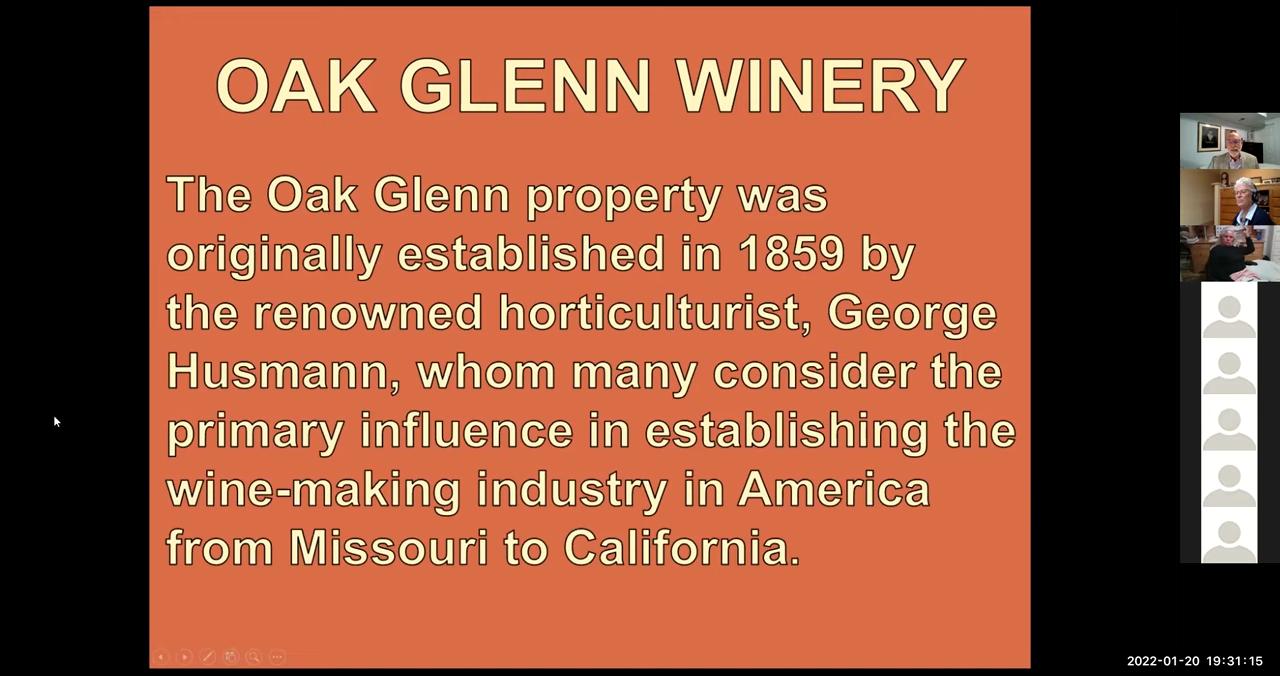 OAK GLENN WINERY
The Oak Glenn property was
originally established in 1859 by
the renowned horticulturist, George
Husmann, whom many consider the
primary influence in establishing the
wine-making industry in America
from Missouri to California.
2022-01-20 19:31:15